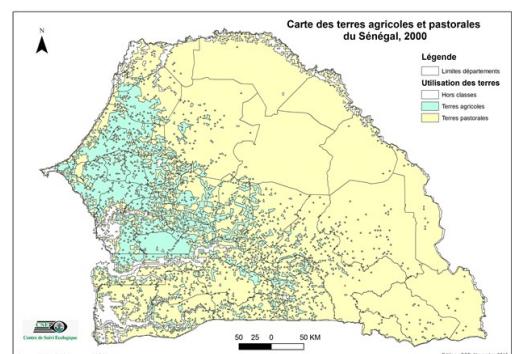 Carte des terres agricoles et pastorales
du Sénégal, 2000
N
Légende
Limites départements
Utilisation des terres
Hors classes
Terres agricoles
Terres pastorales
CSE
Centre de Suivi Ecologique
50 25 0 50 KM